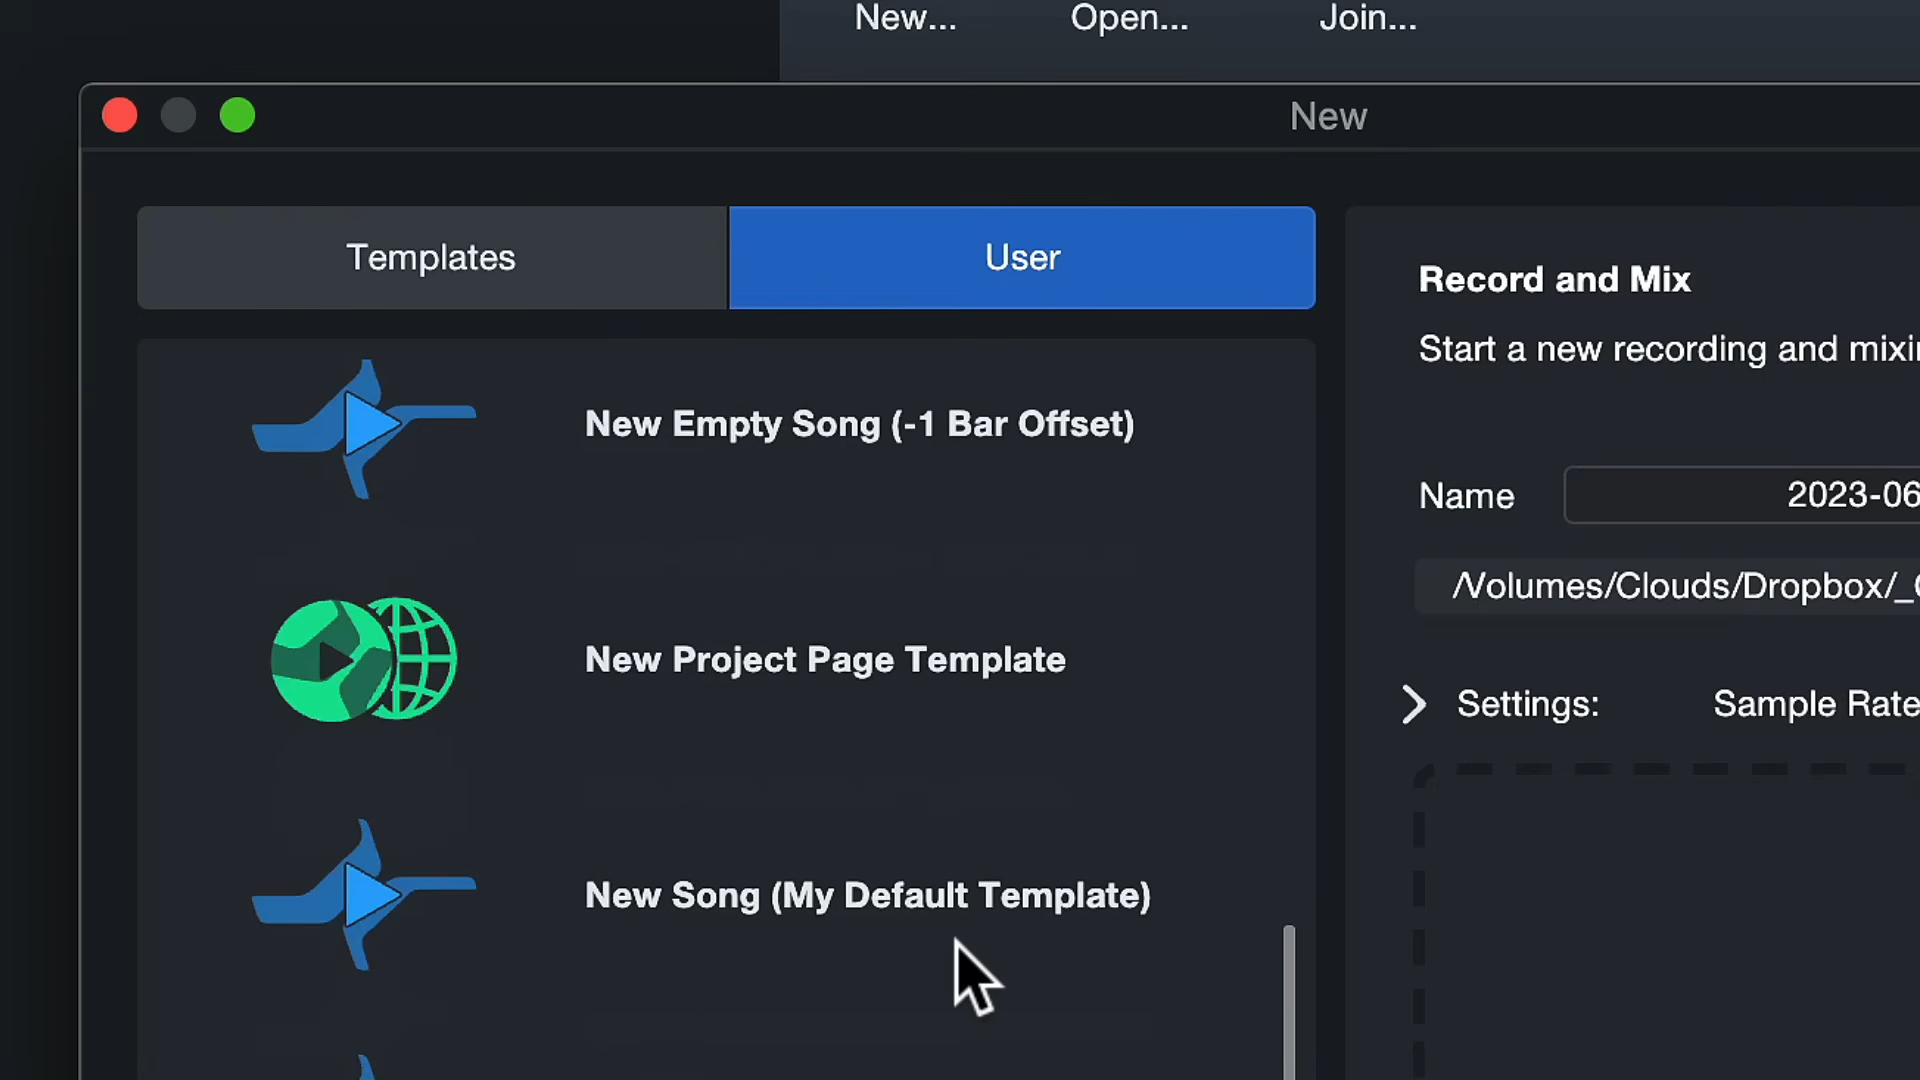 New... Open... Join...
New
Templates User
New Empty Song (-1 Bar Offset)
New Project Page Template
New Song (My Default Template)
Record and Mix
Start a new recording and mixi
Name 2023-06
/Volumes/Clouds/Dropbox/_
Settings: Sample Rate